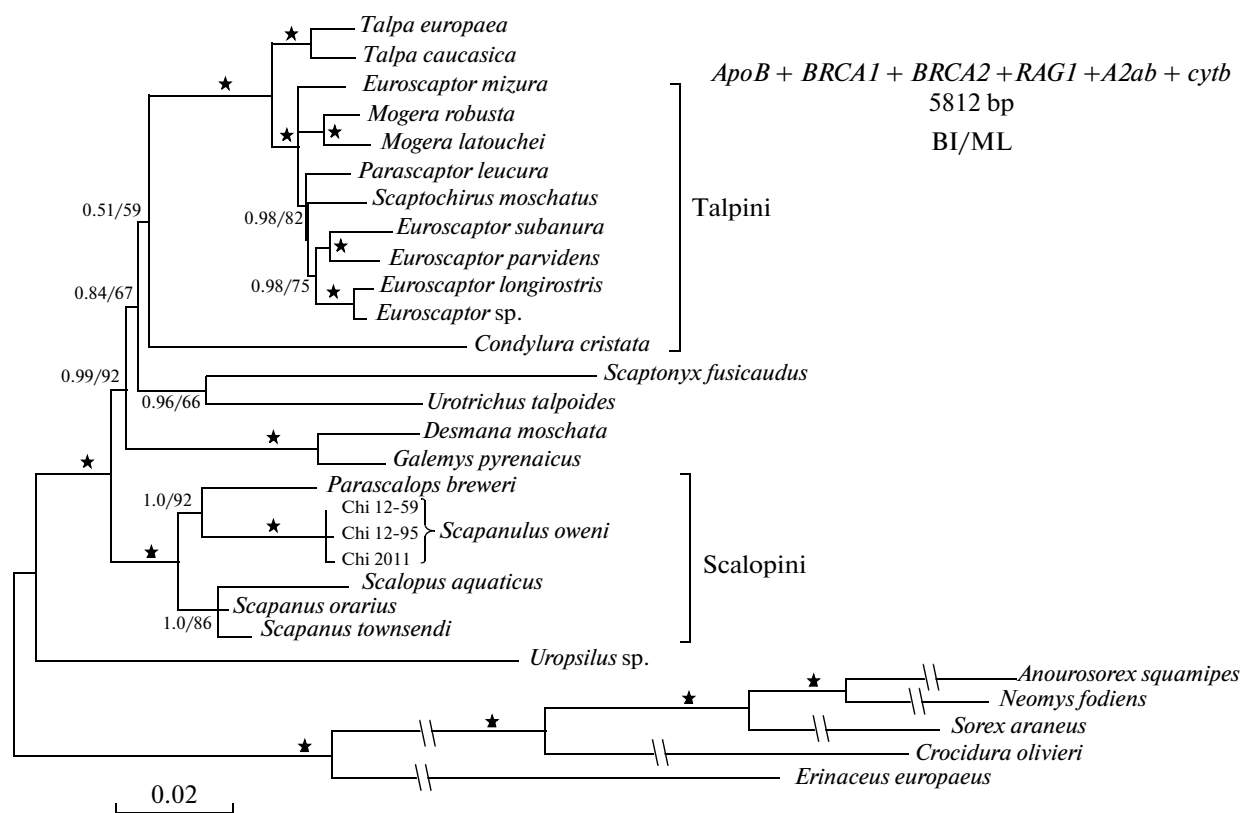 Talpa europaea
Talpa caucasica
ApoB + BRCA1 + BRCA2 +RAG1 +A2ab + cytb
5812 bp
BI/ML
Euroscaptor mizura
Mogera robusta
Mogera latouchei
Parascaptor leucura
Scaptochirus moschatus
Talpini
0.51/59
0.98/82
Euroscaptor subanura
Euroscaptor parvidens
0.98/75
Euroscaptor longirostris
0.84/67
Euroscaptor sp.
Condylura cristata
0.99/92
Scaptonyx fusicaudus
0.96/66
Urotrichus talpoides
Desmana moschata
Galemys pyrenaicus
Parascalops breweri
1.0/92
Chi 12-59
Chi 12-95
Scapanulus oweni
Chi 2011
Scalopini
Scalopus aquaticus
Scapanus orarius
1.0/86
Scapanus townsendi
Uropsilus sp.
Anourosorex squamipes
Neomys fodiens
Sorex araneus
Crocidura olivieri
Erinaceus europaeus
0.02